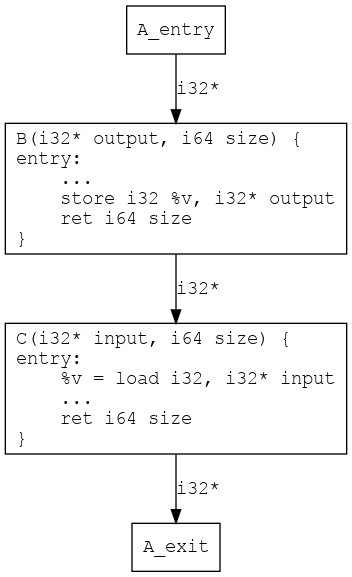 A_entry
i32*
B(i32* output, i64 size) {
entry:
    ...
    store i32 %v, i32* output
    ret i64 size
}
i32*
C(i32* input, i64 size) {
entry:
    %v = load i32, i32* input
    ...
    ret i64 size
}
i32*
A_exit